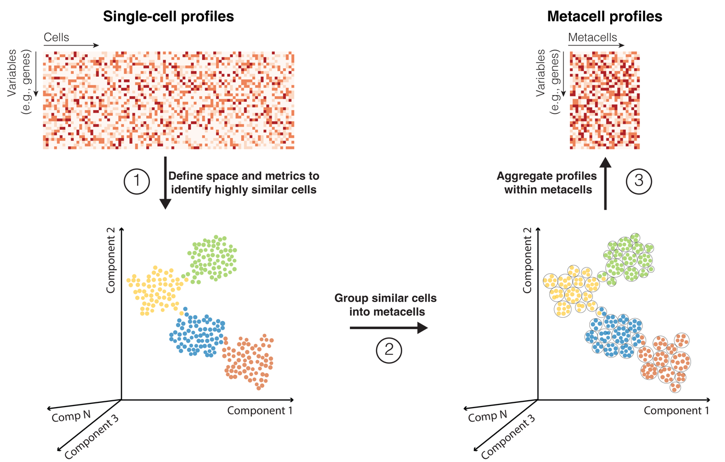 Single-cell profiles
Metacell profiles
Cells
Metacells
Variables
(e.g., genes)
Variables
(e.g., genes)
1
Define space and metrics to
identify highly similar cells
Aggregate profiles
within metacells
3
Component 2
Component 2
Group similar cells
into metacells
2
Component 1
Component 1
Comp N
Component 3
Comp N
Component 3